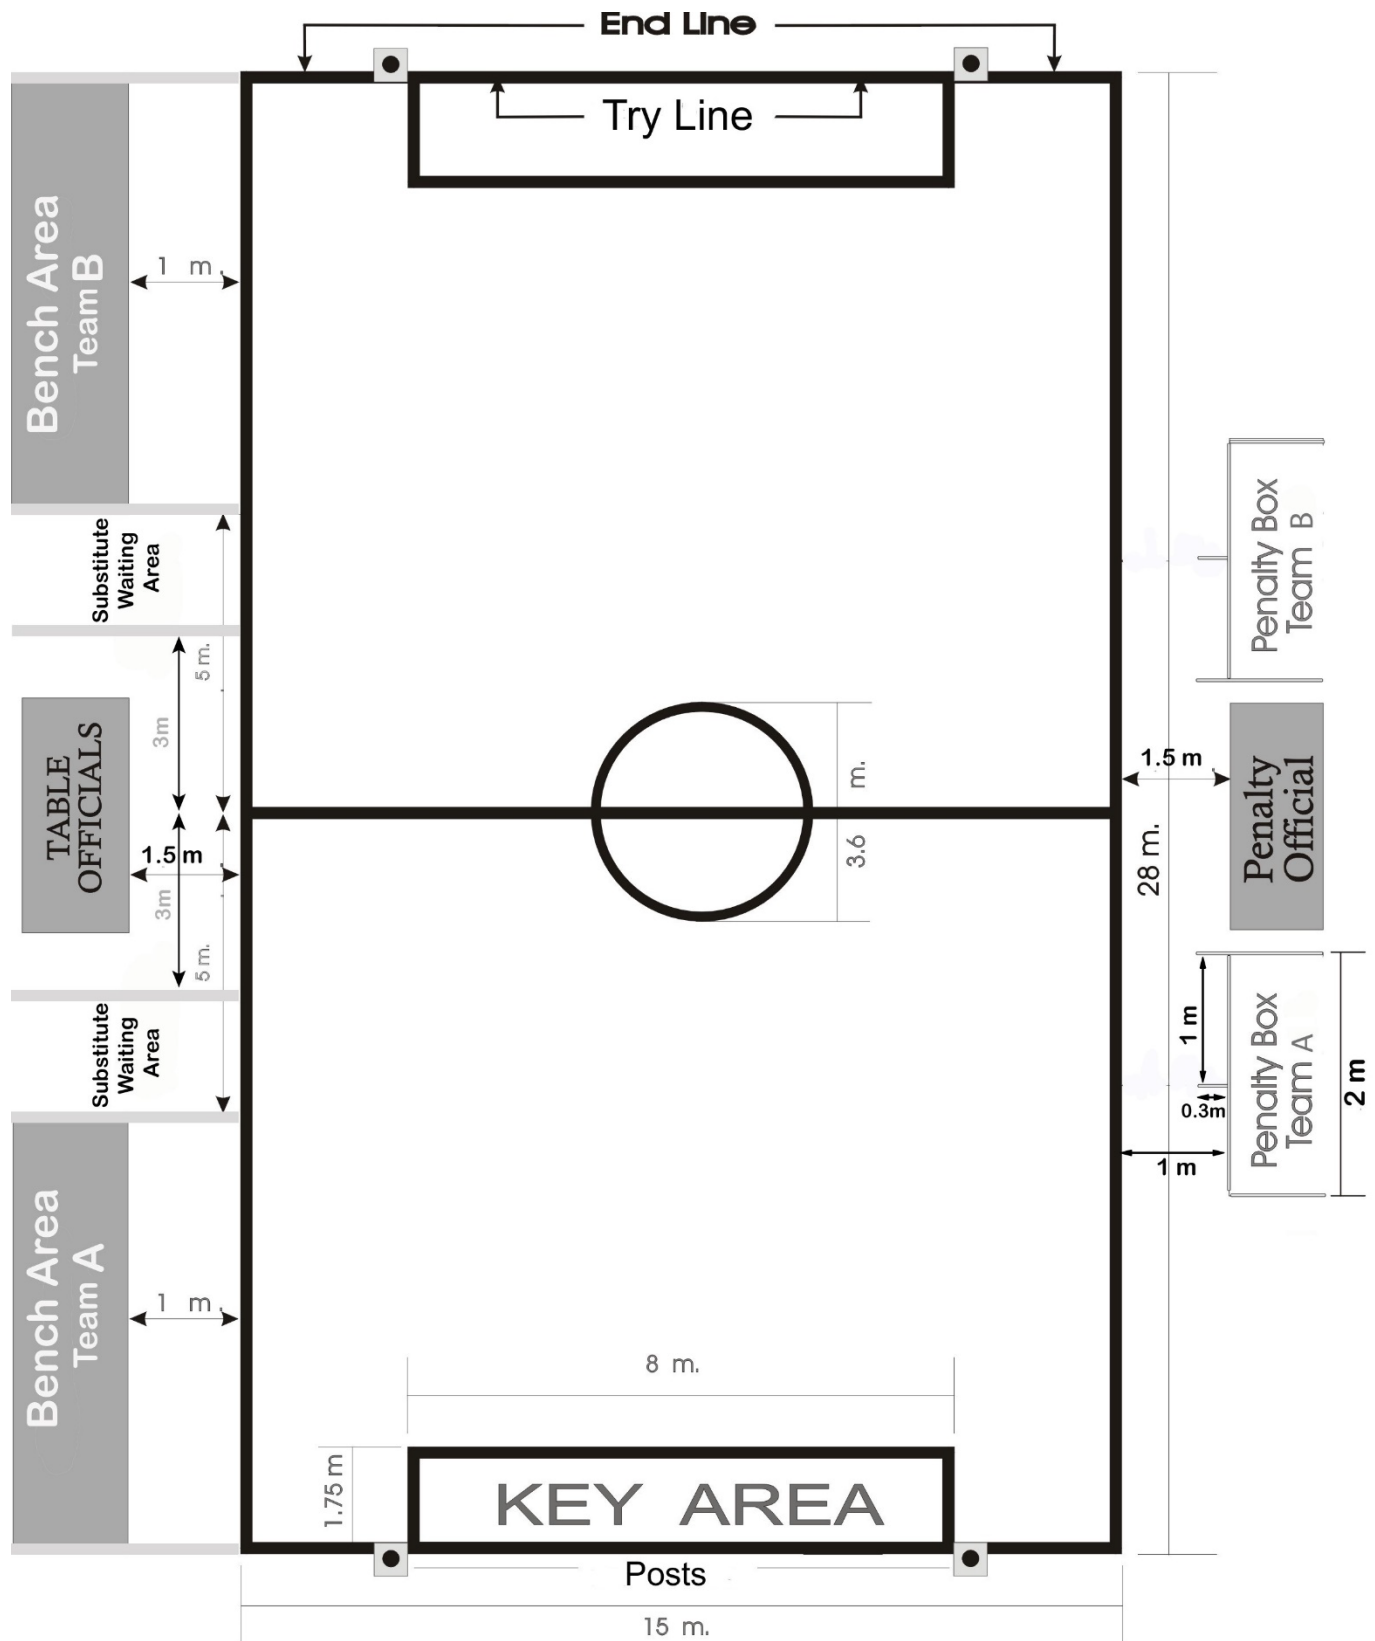 End Line
Try Line
Bench Area
Team B
1 m.
Substitute
Waiting
Area
5 m.
3m
TABLE
OFFICIALS
1.5 m
3m
5 m.
Substitute
Waiting
Area
Bench Area
Team A
1 m.
m.
3.6
Penalty Box
Team B
1.5 m
Penalty
Official
28 m.
Penalty Box
Team A
1 m
0.3m
1 m
2 m
8 m.
1.75 m
KEY AREA
Posts
15 m.